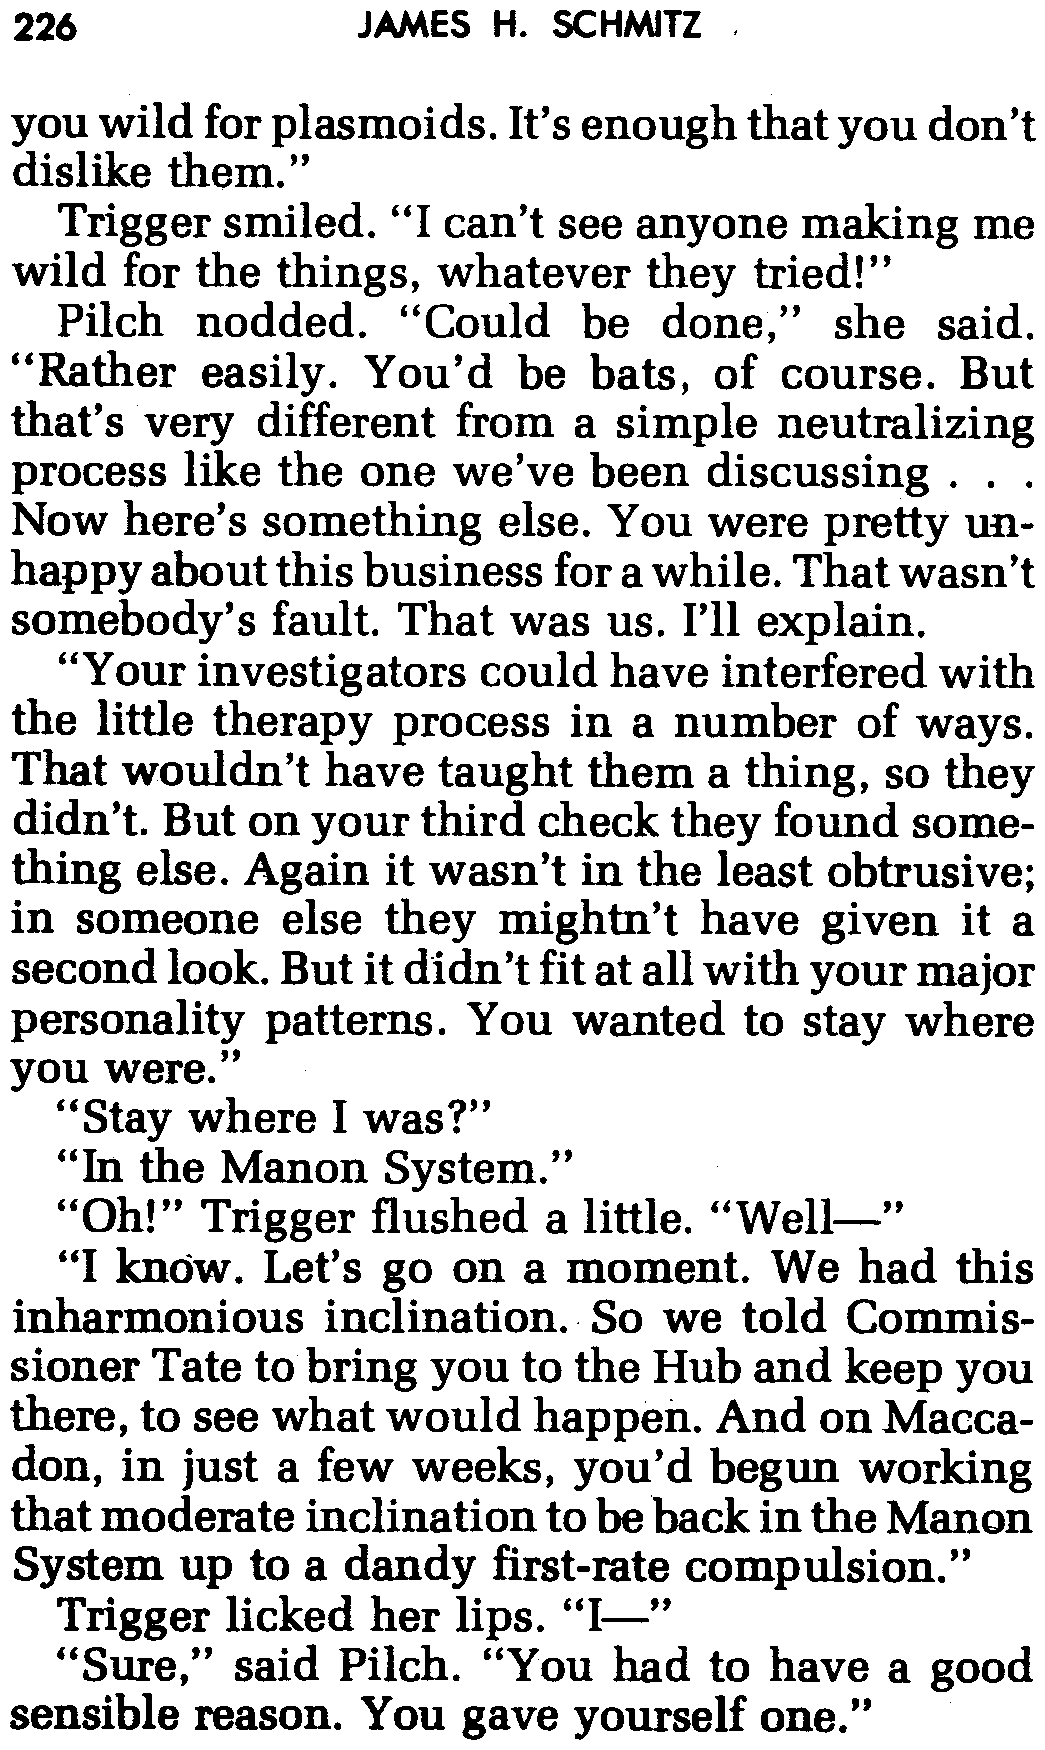 226 JAMES H. SCHMITZ
you wild for plasmoids. It's enough that you don't
dislike them."
Trigger smiled. "I can't see anyone making me
wild for the things, whatever they tried!"
Pilch nodded. "Could be done," she said.
"Rather easily. You'd be bats, of course. But
that's very different from a simple neutralizing
process like the one we've been discussing . . .
Now here's something else. You were pretty un-
happy about this business for a while. That wasn't
somebody's fault. That was us. I'll explain.
"Your investigators could have interfered with
the little therapy process in a number of ways.
That wouldn't have taught them a thing, so they
didn't. But on your third check they found some-
thing else. Again it wasn't in the least obtrusive;
in someone else they mightn't have given it a
second look. But it didn't fit at all with your major
personality patterns. You wanted to stay where
you were."
"Stay where I was?"
"In the Manon System."
"Oh!" Trigger flushed a little. "Well—"
"I know. Let's go on a moment. We had this
inharmonious inclination. So we told Commis-
sioner Tate to bring you to the Hub and keep you
there, to see what would happen. And on Macca-
don, in just a few weeks, you'd begun working
that moderate inclination to be back in the Manon
System up to a dandy first-rate compulsion."
Trigger licked her lips. "I—"
"Sure," said Pilch. "You had to have a good
sensible reason. You gave yourself one."